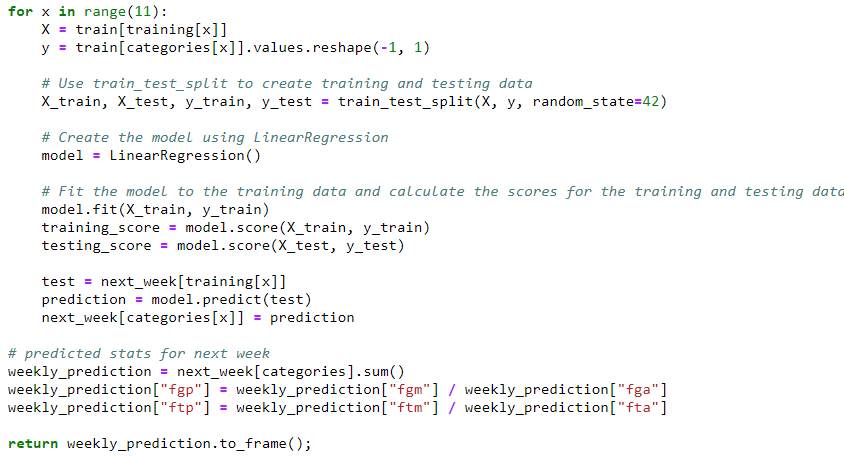 for x in range(11):
    X = train[training[x]]
    y = train[categories[x]].values.reshape(-1, 1)
    # Use train_test_split to create training and testing data
    X_train, X_test, y_train, y_test = train_test_split(X, y, random_state=42)
    # Create the model using LinearRegression
    model = LinearRegression()
    # Fit the model to the training data and calculate the scores for the training and testing data
    model.fit(X_train, y_train)
    training_score = model.score(X_train, y_train)
    testing_score = model.score(X_test, y_test)
    test = next_week[training[x]]
    prediction = model.predict(test)
    next_week[categories[x]] = prediction
# predicted stats for next week
weekly_prediction = next_week[categories].sum()
weekly_prediction["fgp"] = weekly_prediction["fgm"] / weekly_prediction["fga"]
weekly_prediction["ftp"] = weekly_prediction["ftm"] / weekly_prediction["fta"]
return weekly_prediction.to_frame();